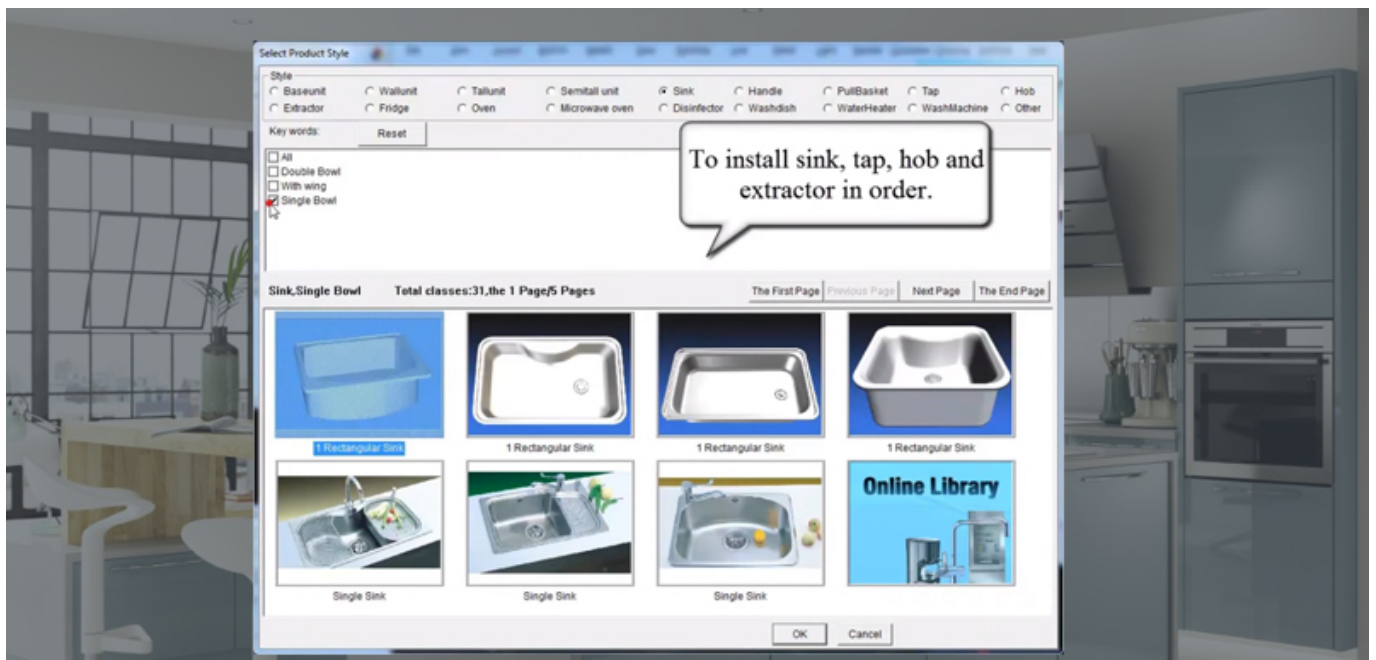 Select Product Style
Style
Baseunit Wallunit Tallunit Semitall unit Sink Handle PullBasket Tap Hob
Extractor Fridge Oven Microwave oven Disinfector Washdish WaterHeater WashMachine Other
Key words: Reset
All
Double Bowl
With wing
Single Bowl
To install sink, tap, hob and
extractor in order.
Sink,Single Bowl Total classes:31,the 1 Page/5 Pages The First Page Previous Page Next Page The End Page
1 Rectangular Sink 1 Rectangular Sink 1 Rectangular Sink 1 Rectangular Sink
Online Library
Single Sink Single Sink Single Sink
OK Cancel